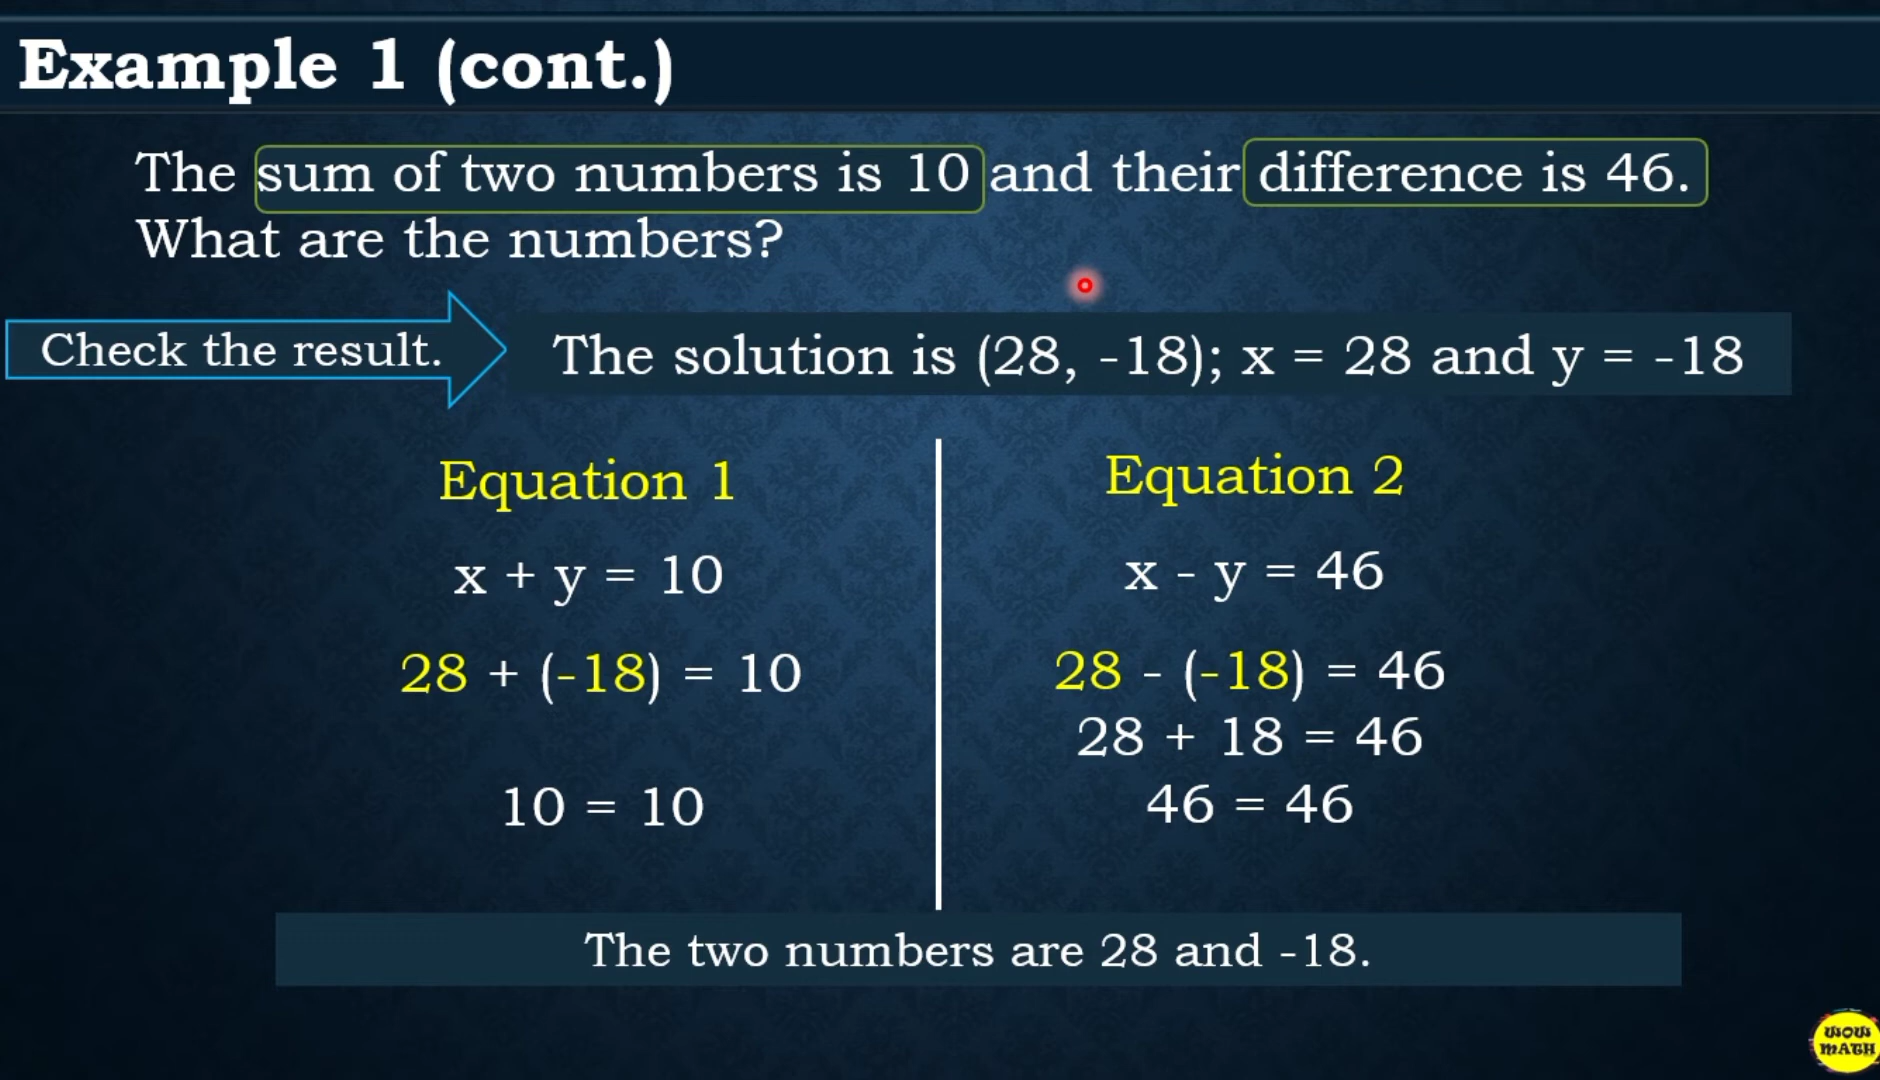 Example 1 (cont.)
The sum of two numbers is 10 and their difference is 46.
What are the numbers?
Check the result.
The solution is (28, -18); x = 28 and y = -18
Equation 1
x + y = 10
28 + (-18) = 10
10 = 10
Equation 2
x - y = 46
28 - (-18) = 46
28 + 18 = 46
46 = 46
The two numbers are 28 and -18.
WOW
MATH